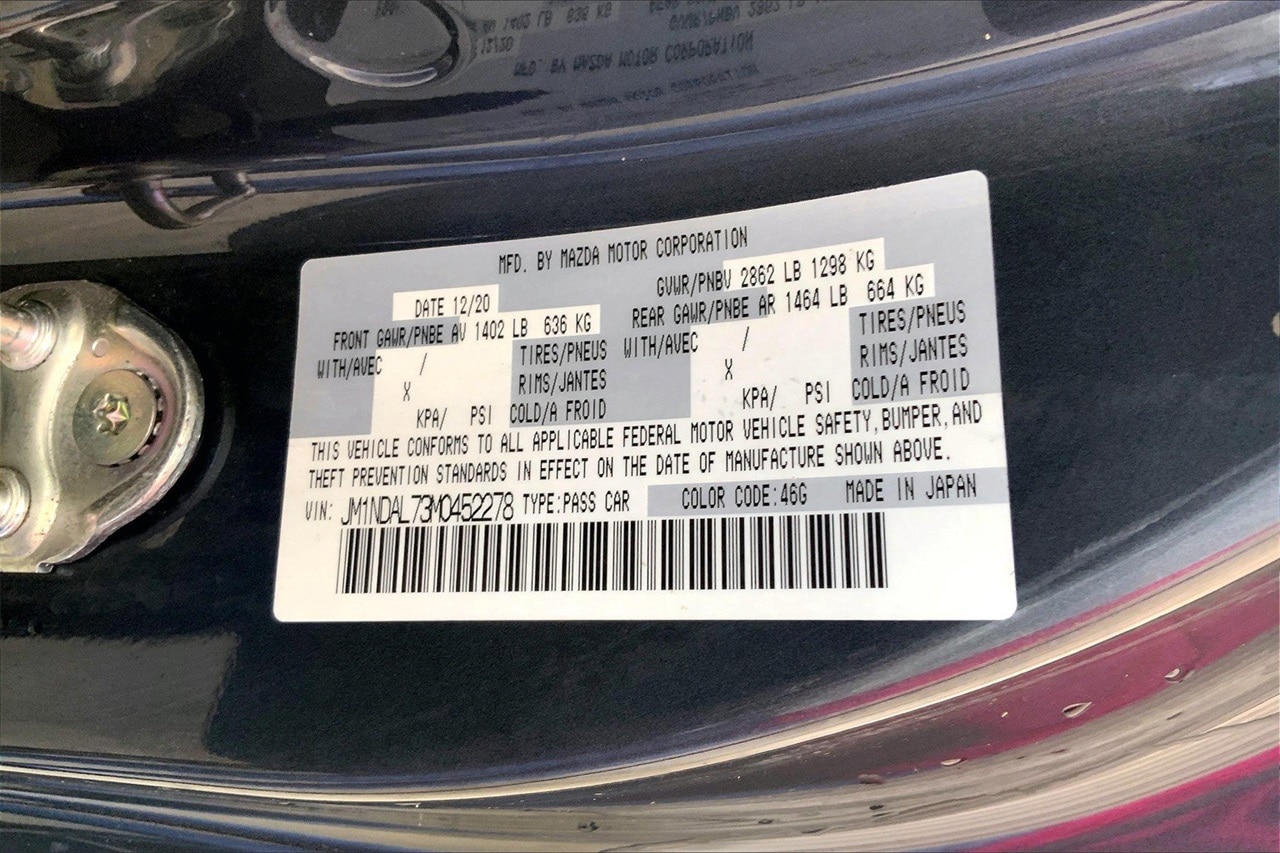 MFD. BY MAZDA MOTOR CORPORATION
DATE 12/20 GVWR/PNBV 2862 LB 1298 KG
FRONT GAWR/PNBE AV 1402 LB 636 KG REAR GAWR/PNBE AR 1464 LB 664 KG
WITH/AVEC / TIRES/PNEUS WITH/AVEC / TIRES/PNEUS
X RIMS/JANTES X RIMS/JANTES
KPA/ PSI COLD/A FROID KPA/ PSI COLD/A FROID
THIS VEHICLE CONFORMS TO ALL APPLICABLE FEDERAL MOTOR VEHICLE SAFETY, BUMPER, AND
THEFT PREVENTION STANDARDS IN EFFECT ON THE DATE OF MANUFACTURE SHOWN ABOVE.
VIN: JM1NDAL73M0452278 TYPE:PASS CAR COLOR CODE:46G MADE IN JAPAN